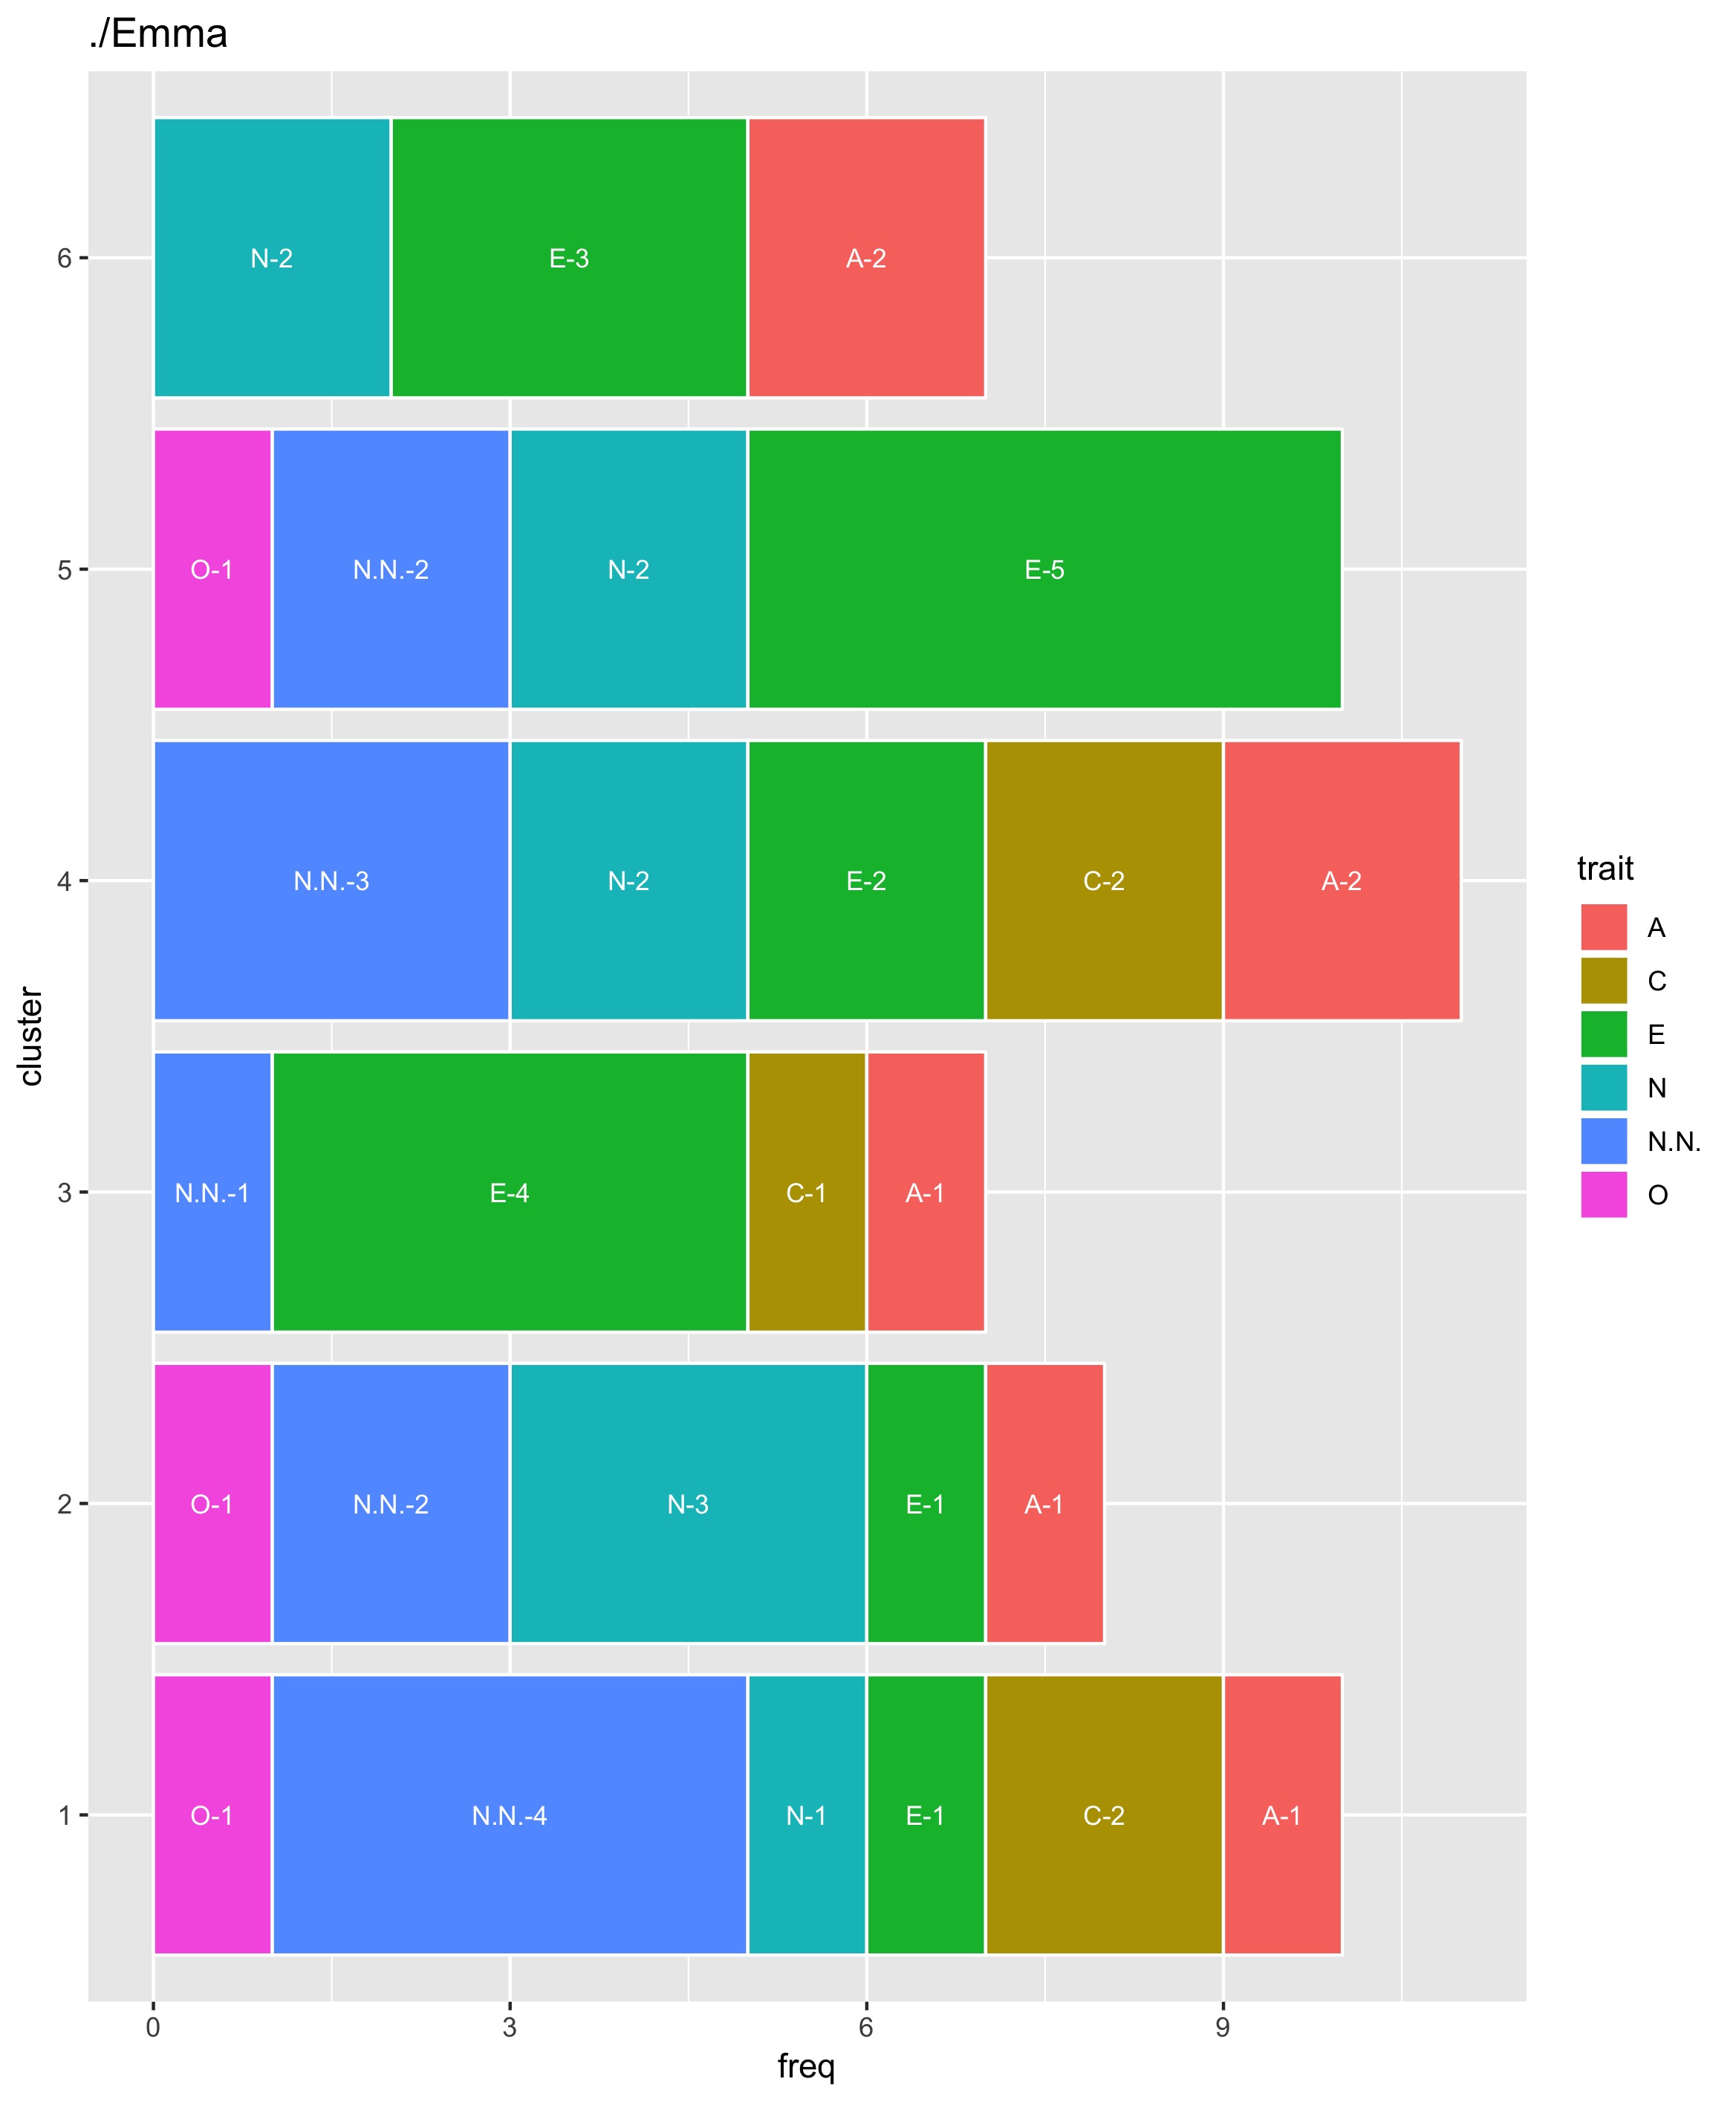 ./Emma
6
N-2
E-3
A-2
5
O-1
N.N.-2
N-2
E-5
4
N.N.-3
N-2
E-2
C-2
A-2
3
N.N.-1
E-4
C-1
A-1
2
O-1
N.N.-2
N-3
E-1
A-1
1
O-1
N.N.-4
N-1
E-1
C-2
A-1
0
3
6
9
freq
cluster
trait
A
C
E
N
N.N.
O